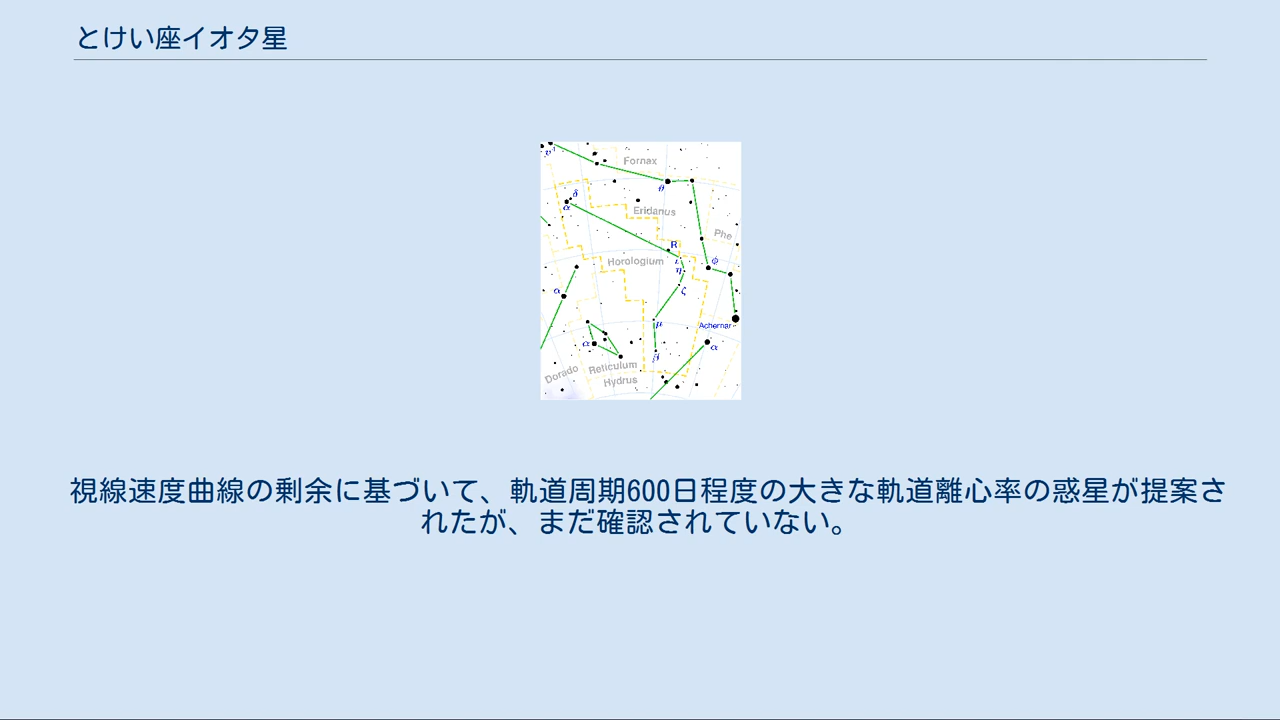 とけい座イオタ星
Fornax
Eridanus
Phe
R
Horologium
Achernar
Reticulum
Dorado
Hydrus
δ
α
ι
η
ζ
ϕ
α
μ
α
β
α
視線速度曲線の剰余に基づいて、軌道周期600日程度の大きな軌道離心率の惑星が提案さ
れたが、まだ確認されていない。